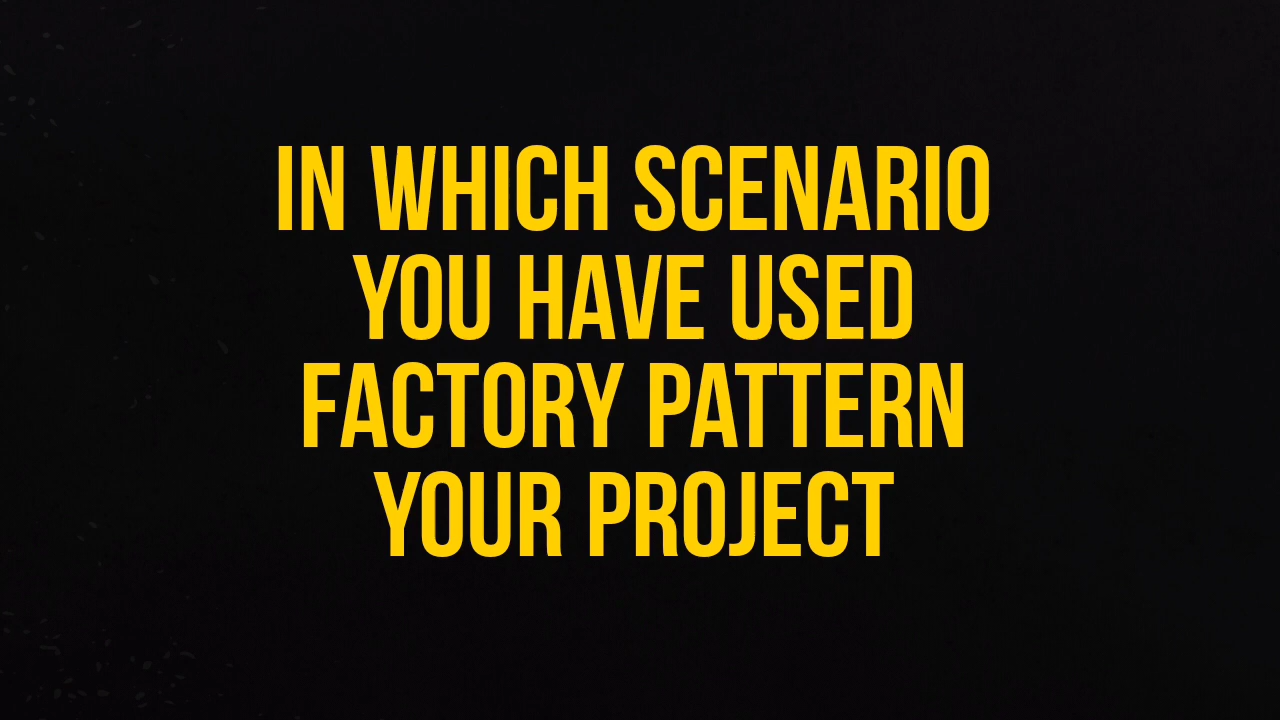 IN WHICH SCENARIO
YOU HAVE USED
FACTORY PATTERN
YOUR PROJECT